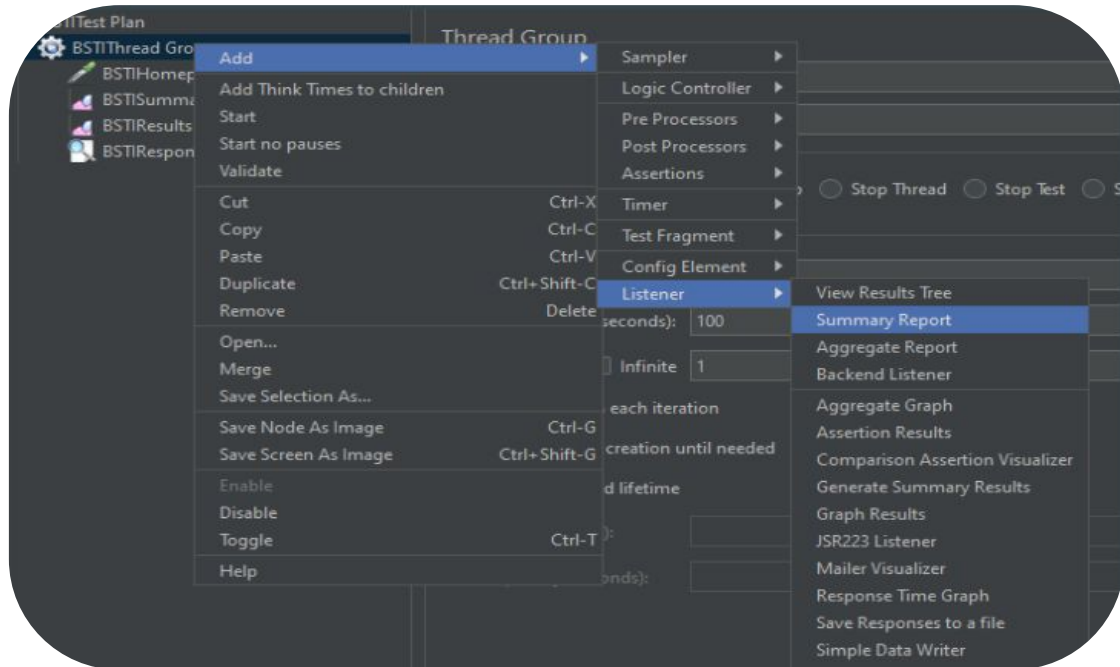 Test Plan
BSTIThread Gro
BSTIHomep
BSTISumma
BSTIResults
BSTIRespon
Thread Group
Add
Add Think Times to children
Start
Start no pauses
Validate
Cut Ctrl-X
Copy Ctrl-C
Paste Ctrl-V
Duplicate Ctrl+Shift-C
Remove Delete
Open...
Merge
Save Selection As...
Save Node As Image Ctrl-G
Save Screen As Image Ctrl+Shift-G
Enable
Disable
Toggle Ctrl-T
Help
Sampler
Logic Controller
Pre Processors
Post Processors
Assertions
Timer
Test Fragment
Config Element
Listener
Stop Thread Stop Test
seconds): 100
Infinite 1
each iteration
creation until needed
d lifetime
):
onds):
View Results Tree
Summary Report
Aggregate Report
Backend Listener
Aggregate Graph
Assertion Results
Comparison Assertion Visualizer
Generate Summary Results
Graph Results
JSR223 Listener
Mailer Visualizer
Response Time Graph
Save Responses to a file
Simple Data Writer